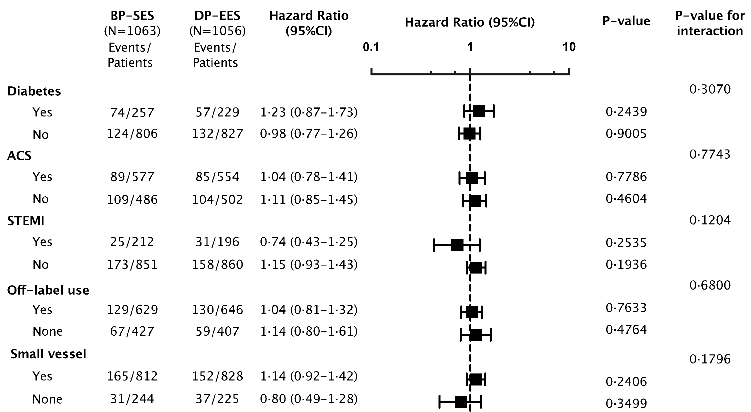 BP-SES DP-EES Hazard Ratio Hazard Ratio (95%CI) P-value P-value for
(N=1063) (N=1056) (95%CI) interaction
Events/ Events/
Patients Patients 0·1 1 10
Diabetes 0·3070
Yes 74/257 57/229 1·23 (0·87-1·73) 0·2439
No 124/806 132/827 0·98 (0·77-1·26) 0·9005
ACS 0·7743
Yes 89/577 85/554 1·04 (0·78-1·41) 0·7786
No 109/486 104/502 1·11 (0·85-1·45) 0·4604
STEMI 0·1204
Yes 25/212 31/196 0·74 (0·43-1·25) 0·2535
No 173/851 158/860 1·15 (0·93-1·43) 0·1936
Off-label use 0·6800
Yes 129/629 130/646 1·04 (0·81-1·32) 0·7633
None 67/427 59/407 1·14 (0·80-1·61) 0·4764
Small vessel 0·1796
Yes 165/812 152/828 1·14 (0·92-1·42) 0·2406
None 31/244 37/225 0·80 (0·49-1·28) 0·3499